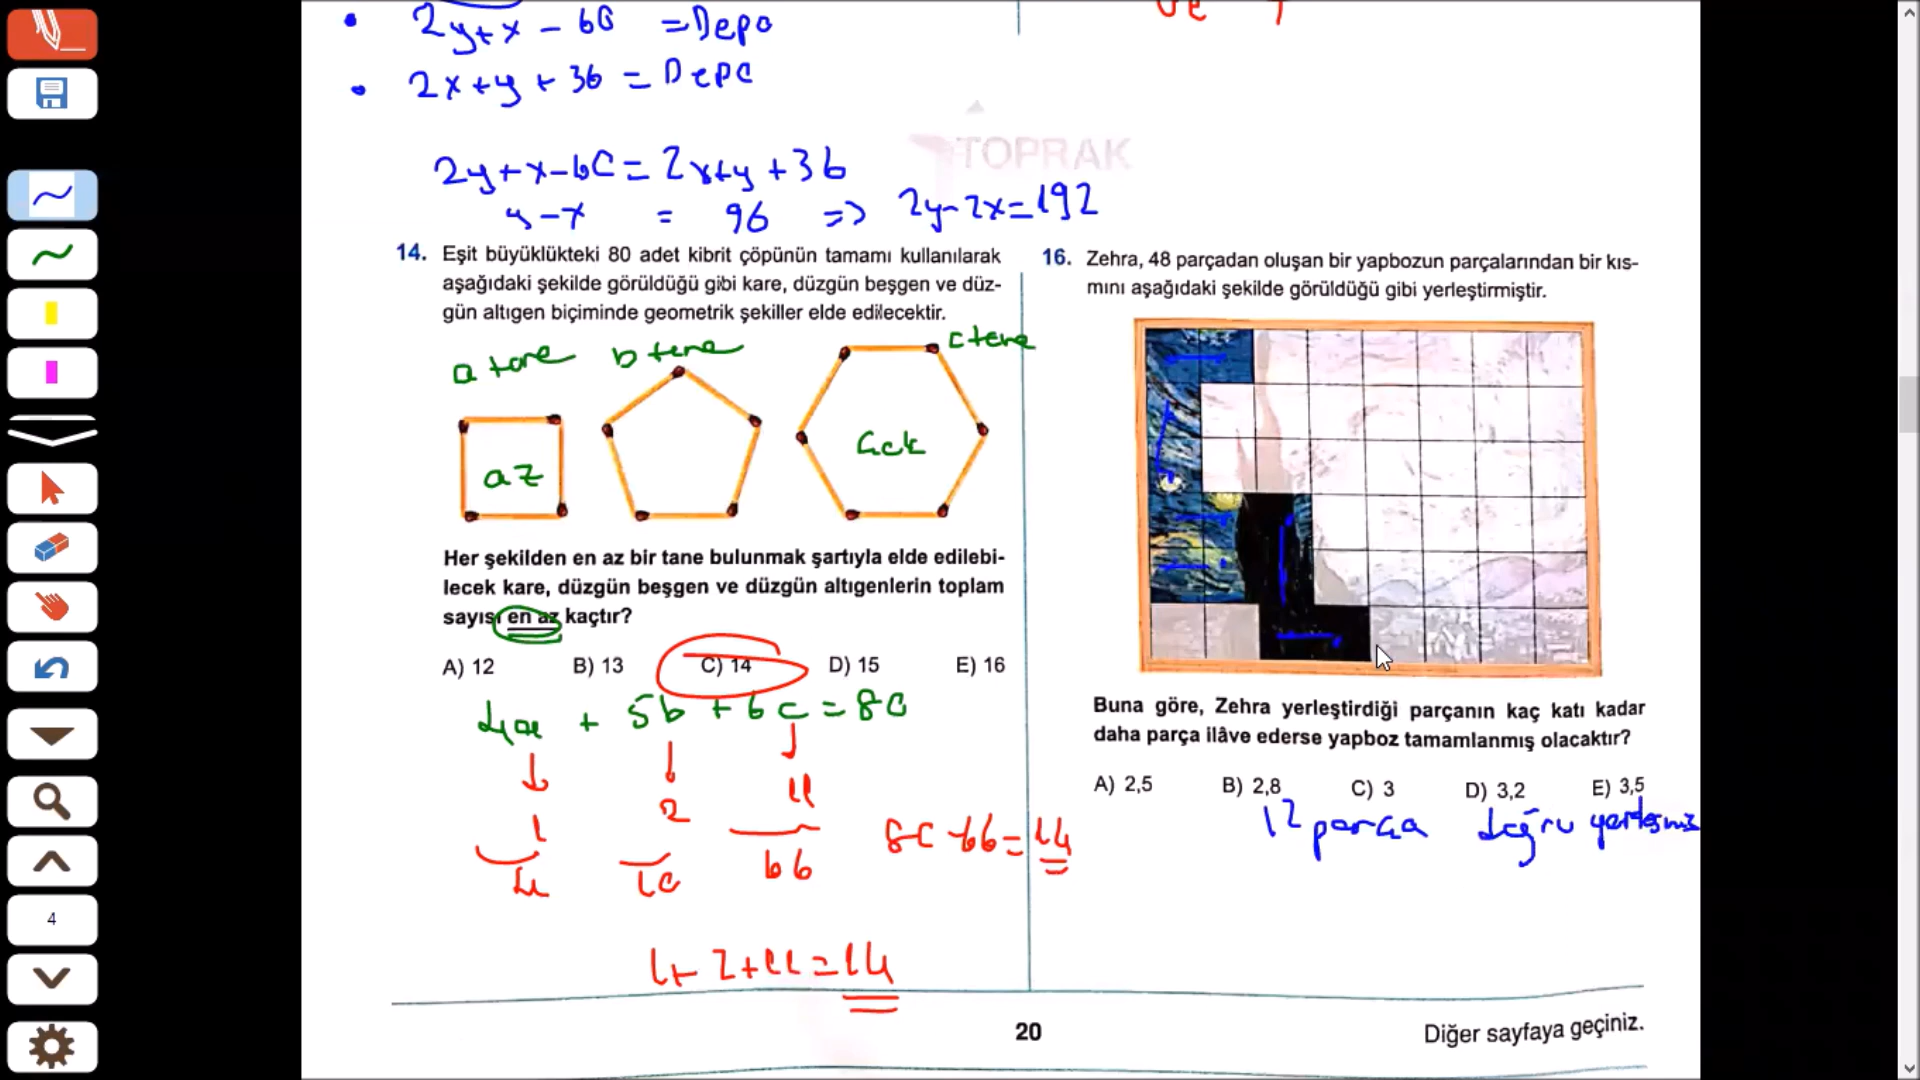 2y+x-60 =Depo
2x+y+36 = Depo
TOPRAK
2y+x-60=2x+y+36
y-x = 96 => 2y-2x=192
14. Eşit büyüklükteki 80 adet kibrit çöpünün tamamı kullanılarak
aşağıdaki şekilde görüldüğü gibi kare, düzgün beşgen ve düz-
gün altıgen biçiminde geometrik şekiller elde edilecektir.
a tane b tene c tene
az çok
Her şekilden en az bir tane bulunmak şartıyla elde edilebi-
lecek kare, düzgün beşgen ve düzgün altıgenlerin toplam
sayısı en az kaçtır?
A) 12 B) 13 C) 14 D) 15 E) 16
4a + 5b + 6c = 80
1 2 11
4 10 66
80-66=14
1+2+11=14
16. Zehra, 48 parçadan oluşan bir yapbozun parçalarından bir kıs-
mını aşağıdaki şekilde görüldüğü gibi yerleştirmiştir.
Buna göre, Zehra yerleştirdiği parçanın kaç katı kadar
daha parça ilâve ederse yapboz tamamlanmış olacaktır?
A) 2,5 B) 2,8 C) 3 D) 3,2 E) 3,5
12 parça doğru
20
Diğer sayfaya geçiniz.
4